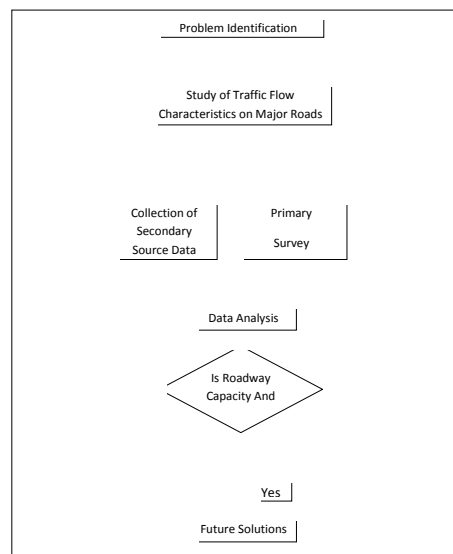 Problem Identification
Study of Traffic Flow
Characteristics on Major Roads
Collection of
Secondary
Source Data
Primary
Survey
Data Analysis
Is Roadway
Capacity And
Yes
Future Solutions